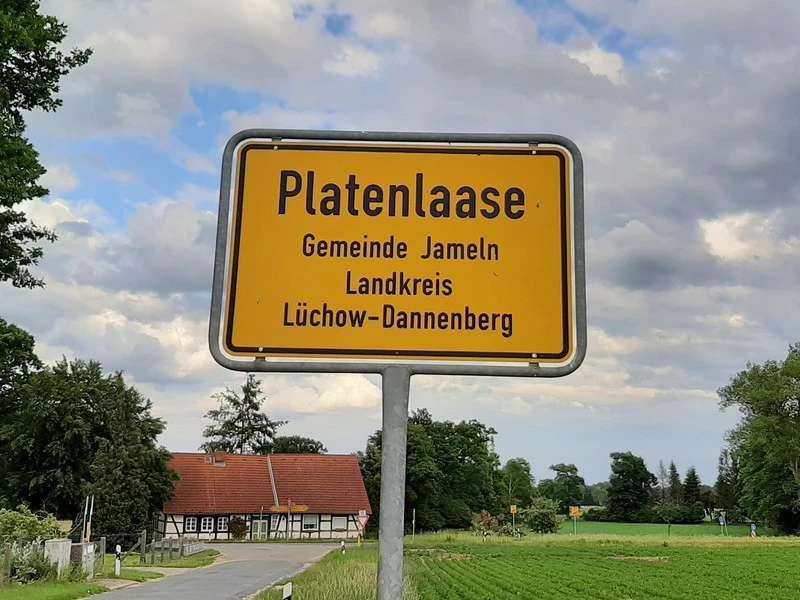 Platenlaase
Gemeinde Jameln
Landkreis
Lüchow-Dannenberg